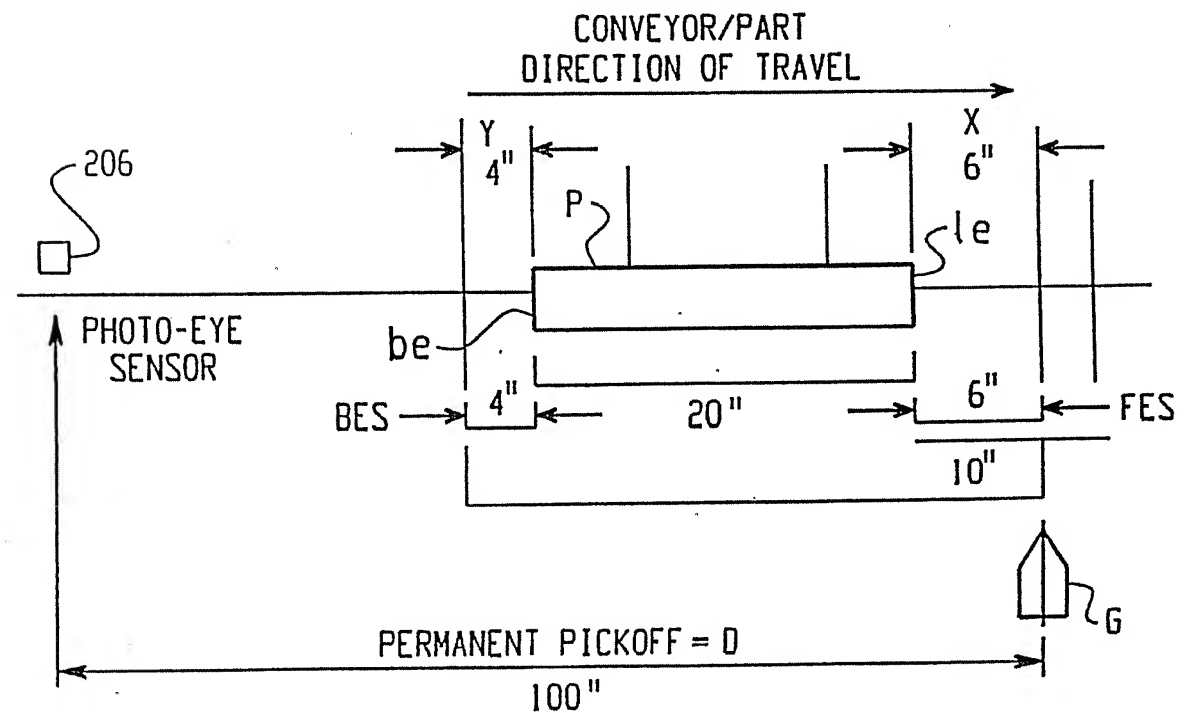 CONVEYOR/PART
DIRECTION OF TRAVEL
Y
4"
X
6"
206
P
le
PHOTO-EYE
SENSOR
be
BES
4"
20"
6"
FES
10"
G
PERMANENT PICKOFF = D
100"